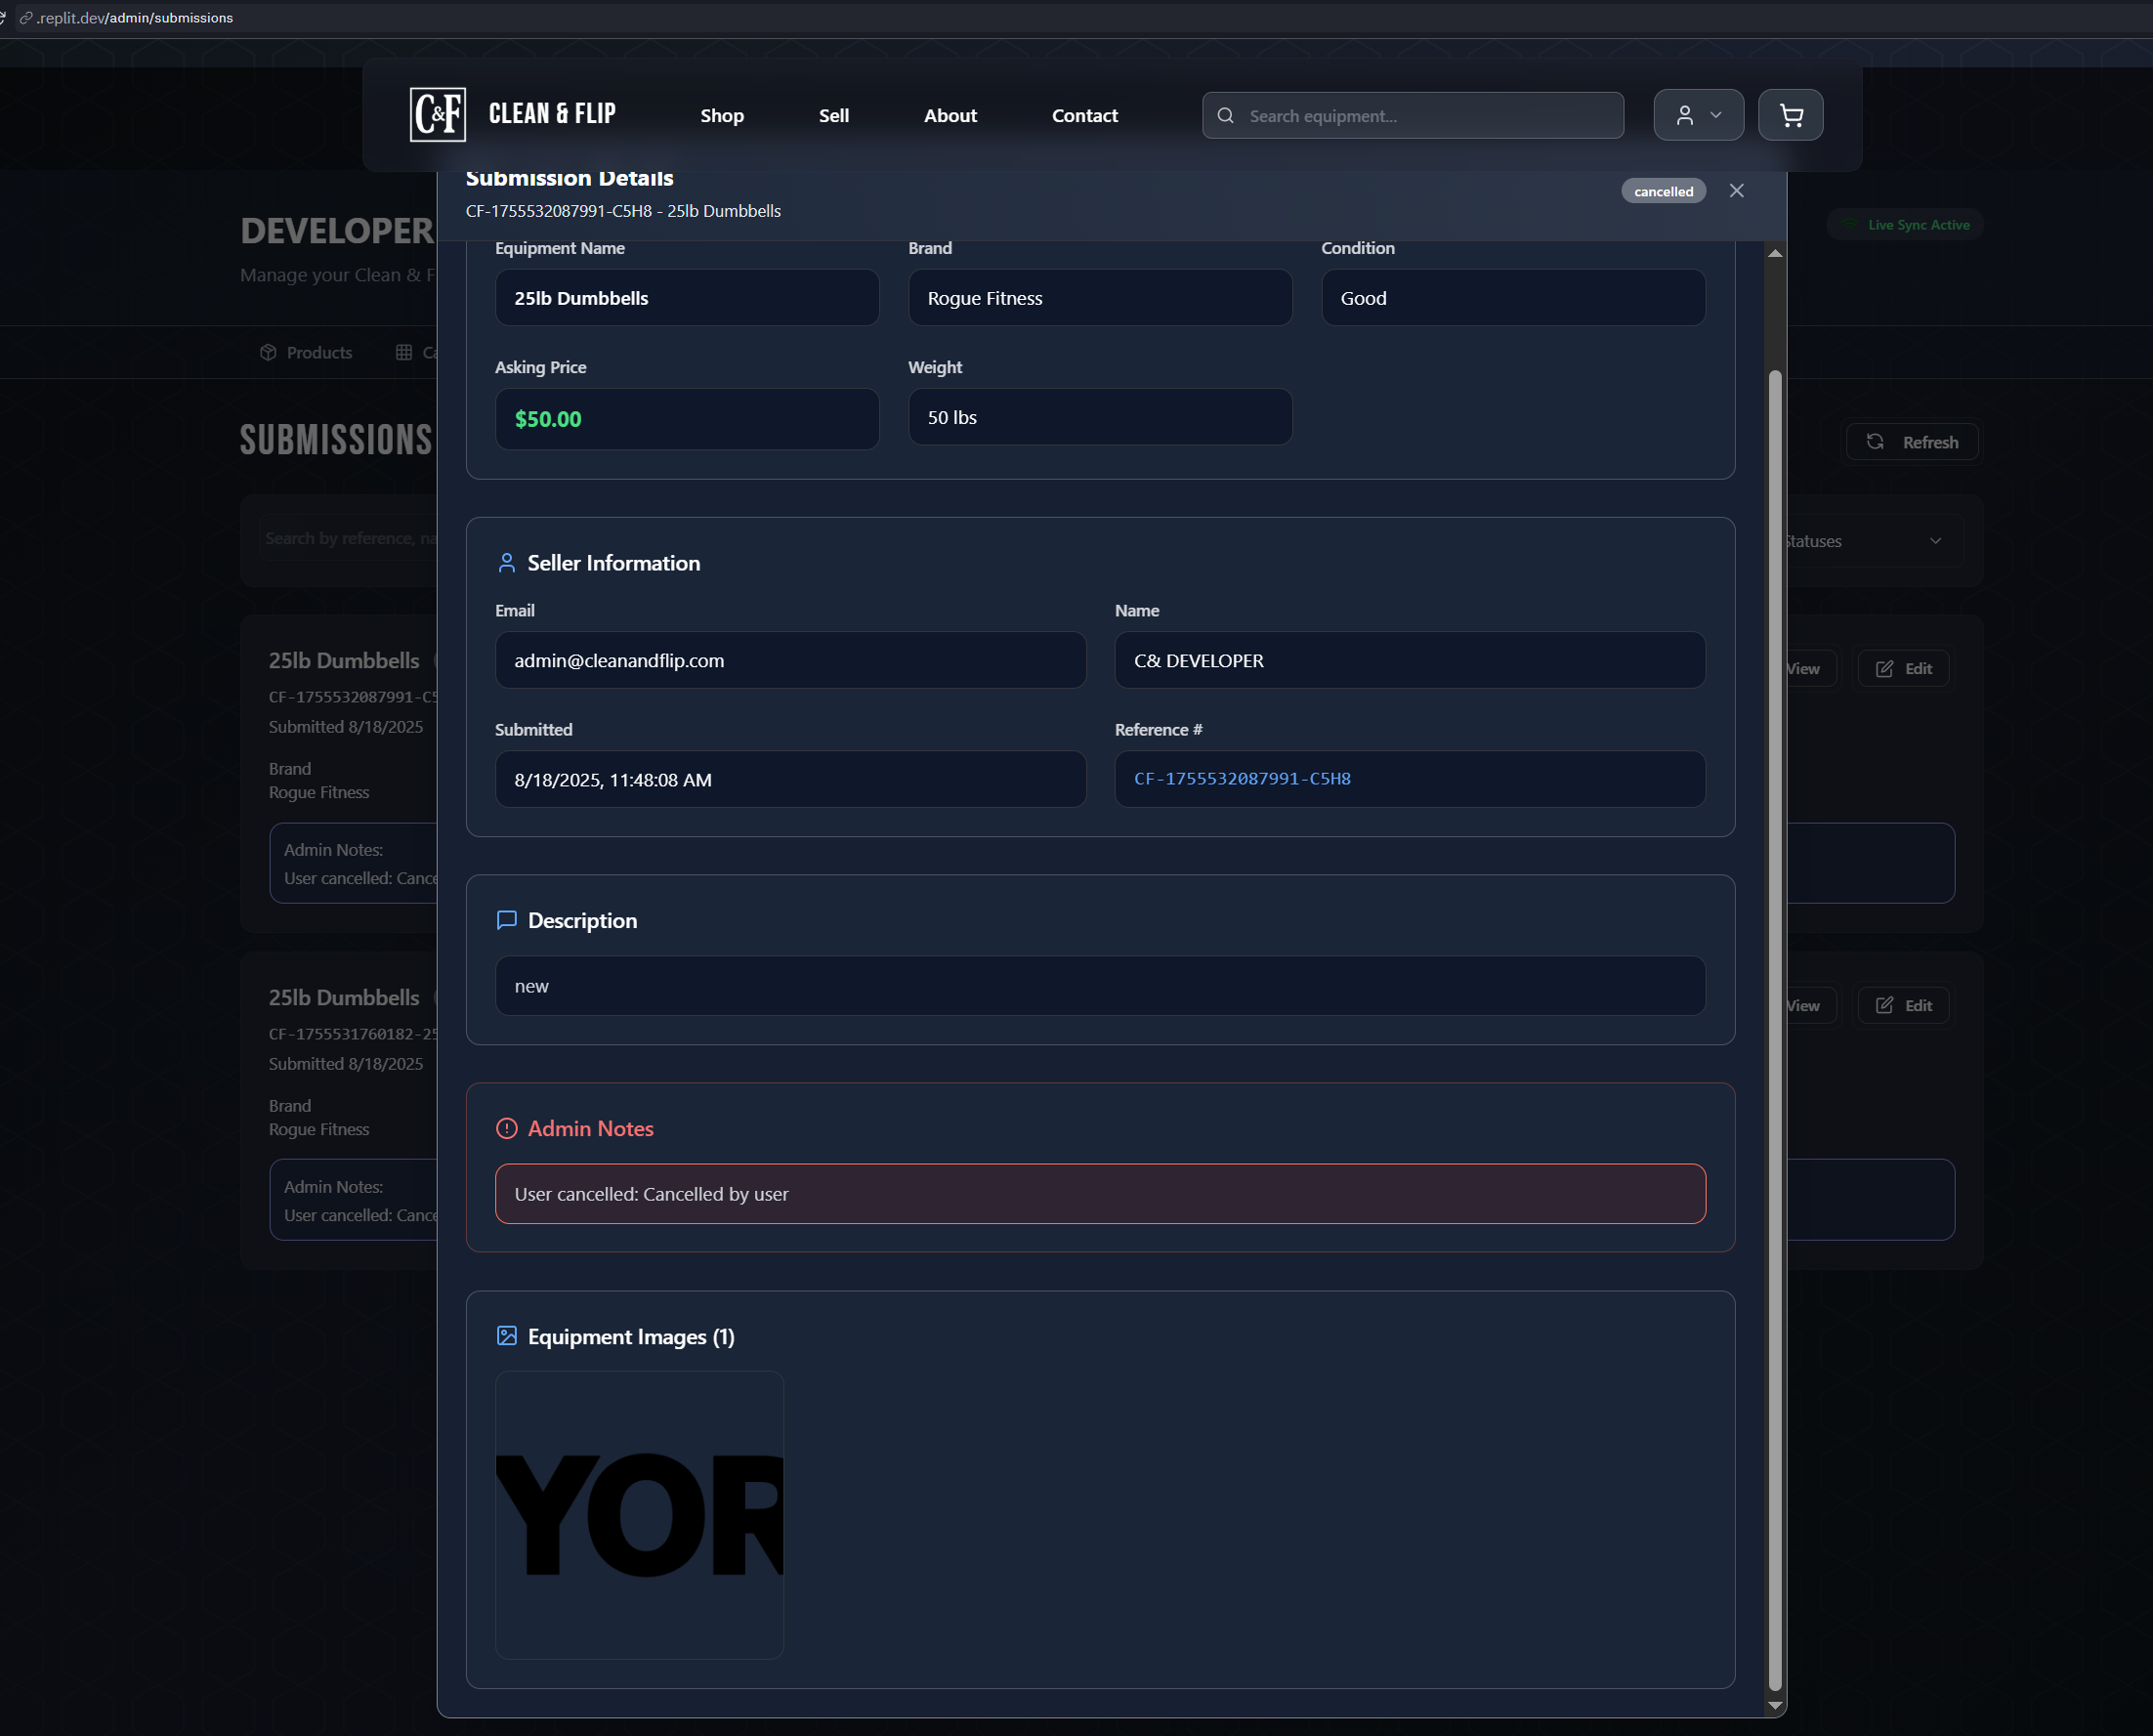 .replit.dev/admin/submissions
C&F CLEAN & FLIP Shop Sell About Contact Search equipment...
Submission Details
cancelled
CF-1755532087991-C5H8 - 25lb Dumbbells
DEVELOPER
Live Sync Active
Manage your Clean & F
Products Ca
SUBMISSIONS
Refresh
Search by reference, na
Statuses
25lb Dumbbells
View Edit
CF-1755532087991-C5
Submitted 8/18/2025
Brand
Rogue Fitness
Admin Notes:
User cancelled: Cance
25lb Dumbbells
View Edit
CF-1755531760182-25
Submitted 8/18/2025
Brand
Rogue Fitness
Admin Notes:
User cancelled: Cance
Equipment Name Brand Condition
25lb Dumbbells Rogue Fitness Good
Asking Price Weight
$50.00 50 lbs
Seller Information
Email Name
admin@cleanandflip.com C& DEVELOPER
Submitted Reference #
8/18/2025, 11:48:08 AM CF-1755532087991-C5H8
Description
new
Admin Notes
User cancelled: Cancelled by user
Equipment Images (1)
YOR